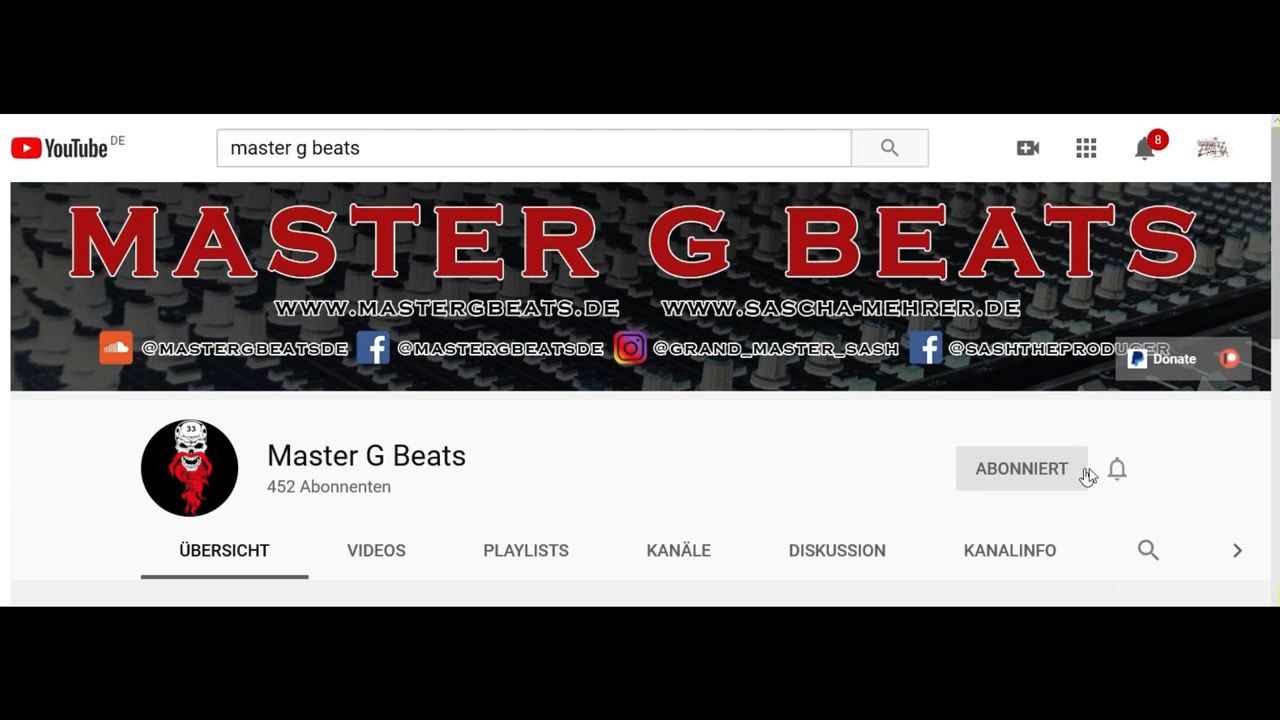 YouTube DE
master g beats
8
MASTER G BEATS
WWW.MASTERGBEATS.DE WWW.SASCHA-MEHRER.DE
@MASTERGBEATSDE @MASTERGBEATSDE @GRAND_MASTER_SASH @SASHTHEPRODUCER
Donate
33
Master G Beats
452 Abonnenten
ABONNIERT
ÜBERSICHT VIDEOS PLAYLISTS KANÄLE DISKUSSION KANALINFO